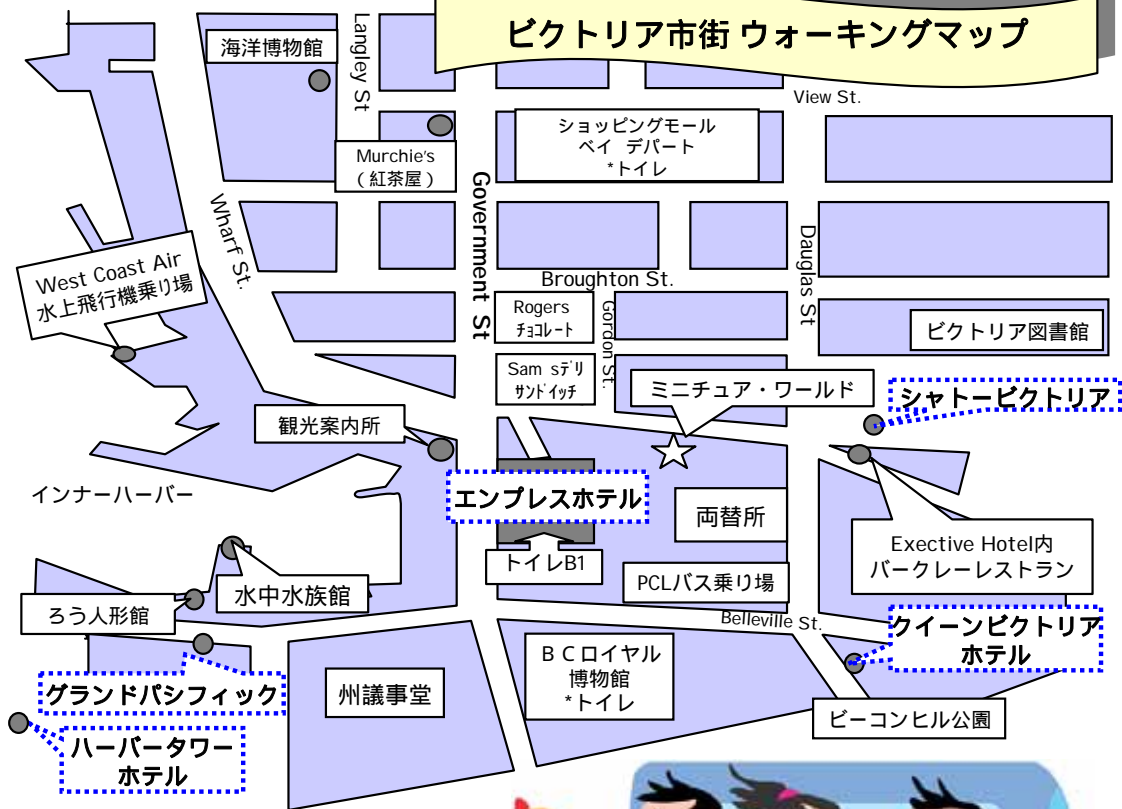 ビクトリア市街 ウォーキングマップ
海洋博物館
Langley St
View St.
ショッピングモール
ベイ デパート
*トイレ
Murchie's
（紅茶屋）
Government St
Wharf St.
West Coast Air
水上飛行機乗り場
Broughton St.
Dauglas St
Rogers
チョコレート
Gordon St.
ビクトリア図書館
Sam sデリ
サンドイッチ
ミニチュア・ワールド
シャトービクトリア
観光案内所
インナーハーバー
エンプレスホテル
両替所
Exective Hotel内
バークレーレストラン
トイレB1
PCLバス乗り場
水中水族館
ろう人形館
Belleville St.
クイーンビクトリア
ホテル
グランドパシフィック
州議事堂
ＢＣロイヤル
博物館
*トイレ
ビーコンヒル公園
ハーバータワー
ホテル